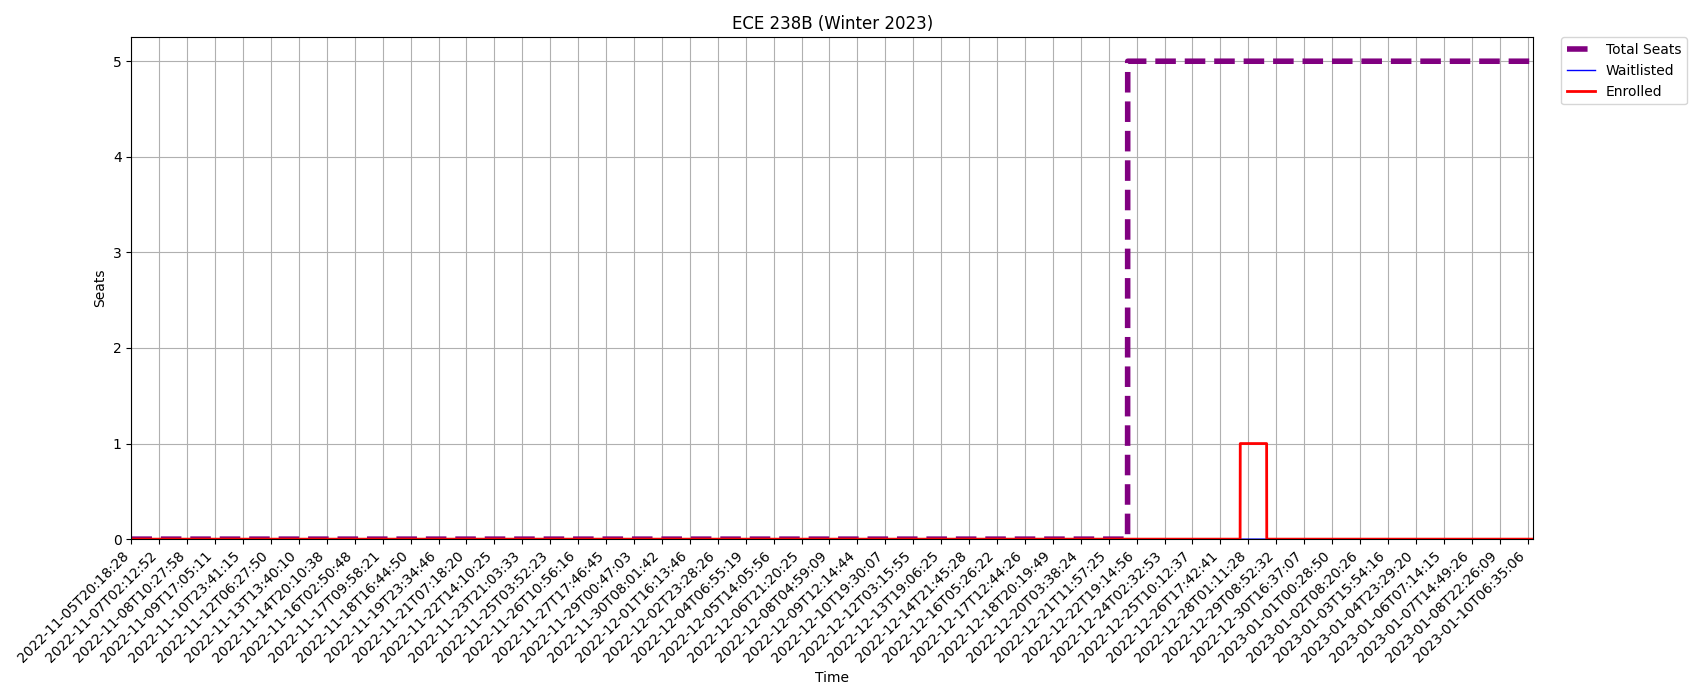 ECE 238B (Winter 2023)
Total Seats
Waitlisted
Enrolled
5
4
3
2
1
0
Seats
2022-11-05T20:18:28
2022-11-07T02:12:52
2022-11-08T10:27:58
2022-11-09T17:05:11
2022-11-10T23:41:15
2022-11-12T06:27:50
2022-11-13T13:40:10
2022-11-14T20:10:38
2022-11-16T02:50:48
2022-11-17T09:58:21
2022-11-18T16:44:50
2022-11-19T23:34:46
2022-11-21T07:18:20
2022-11-22T14:10:25
2022-11-23T21:03:33
2022-11-25T03:52:23
2022-11-26T10:56:16
2022-11-27T17:46:45
2022-11-29T00:47:03
2022-11-30T08:01:42
2022-12-01T16:13:46
2022-12-02T23:28:26
2022-12-04T06:55:19
2022-12-05T14:05:56
2022-12-06T21:20:25
2022-12-08T04:59:09
2022-12-09T12:14:44
2022-12-10T19:30:07
2022-12-12T03:15:55
2022-12-13T19:06:25
2022-12-14T21:45:28
2022-12-16T05:26:22
2022-12-17T12:44:26
2022-12-18T20:19:49
2022-12-20T03:38:24
2022-12-21T11:57:25
2022-12-22T19:14:56
2022-12-24T02:32:53
2022-12-25T10:12:37
2022-12-26T17:42:41
2022-12-28T01:11:28
2022-12-29T08:52:32
2022-12-30T16:37:07
2023-01-01T00:28:50
2023-01-02T08:20:26
2023-01-03T15:54:16
2023-01-04T23:29:20
2023-01-06T07:14:15
2023-01-07T14:49:26
2023-01-08T22:26:09
2023-01-10T06:35:06
Time